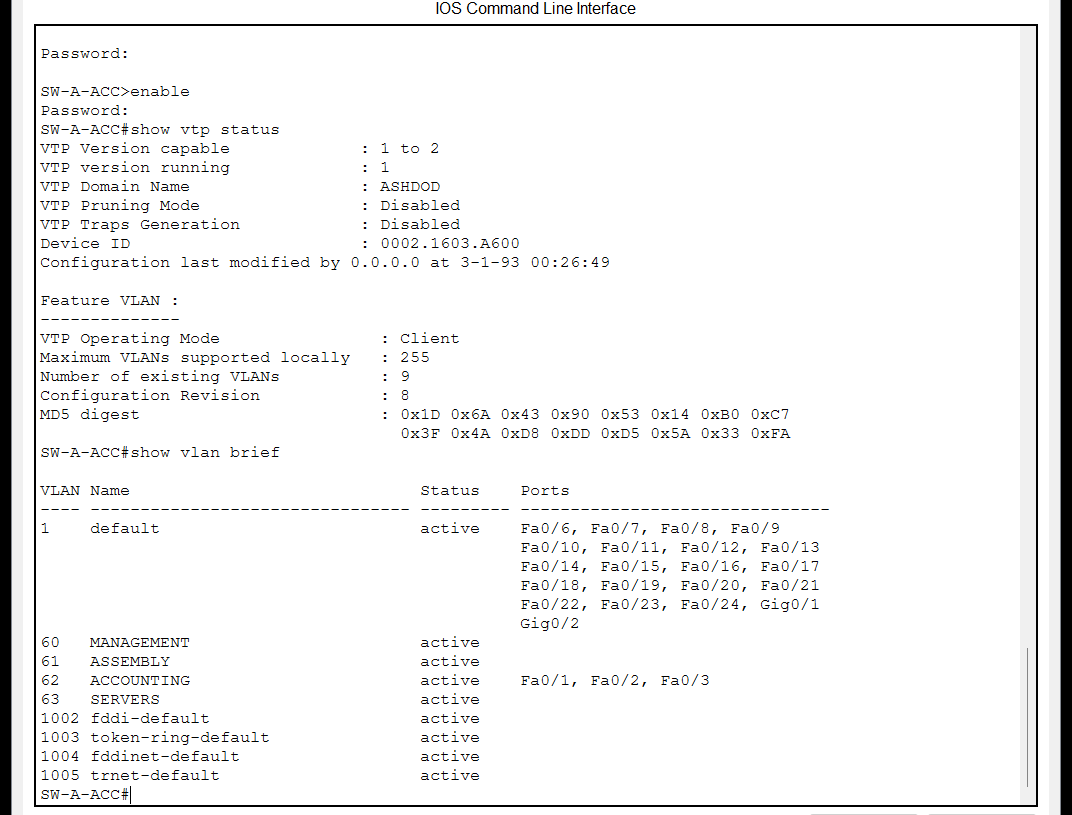 IOS Command Line Interface
Password:
SW-A-ACC>enable
Password:
SW-A-ACC#show vtp status
VTP Version capable : 1 to 2
VTP version running : 1
VTP Domain Name : ASHDOD
VTP Pruning Mode : Disabled
VTP Traps Generation : Disabled
Device ID : 0002.1603.A600
Configuration last modified by 0.0.0.0 at 3-1-93 00:26:49
Feature VLAN :
--------------
VTP Operating Mode : Client
Maximum VLANs supported locally : 255
Number of existing VLANs : 9
Configuration Revision : 8
MD5 digest : 0x1D 0x6A 0x43 0x90 0x53 0x14 0xB0 0xC7
0x3F 0x4A 0xD8 0xDD 0xD5 0x5A 0x33 0xFA
SW-A-ACC#show vlan brief
VLAN Name Status Ports
---- -------------------------------- --------- -------------------------------
1 default active Fa0/6, Fa0/7, Fa0/8, Fa0/9
Fa0/10, Fa0/11, Fa0/12, Fa0/13
Fa0/14, Fa0/15, Fa0/16, Fa0/17
Fa0/18, Fa0/19, Fa0/20, Fa0/21
Fa0/22, Fa0/23, Fa0/24, Gig0/1
Gig0/2
60 MANAGEMENT active
61 ASSEMBLY active
62 ACCOUNTING active Fa0/1, Fa0/2, Fa0/3
63 SERVERS active
1002 fddi-default active
1003 token-ring-default active
1004 fddinet-default active
1005 trnet-default active
SW-A-ACC#